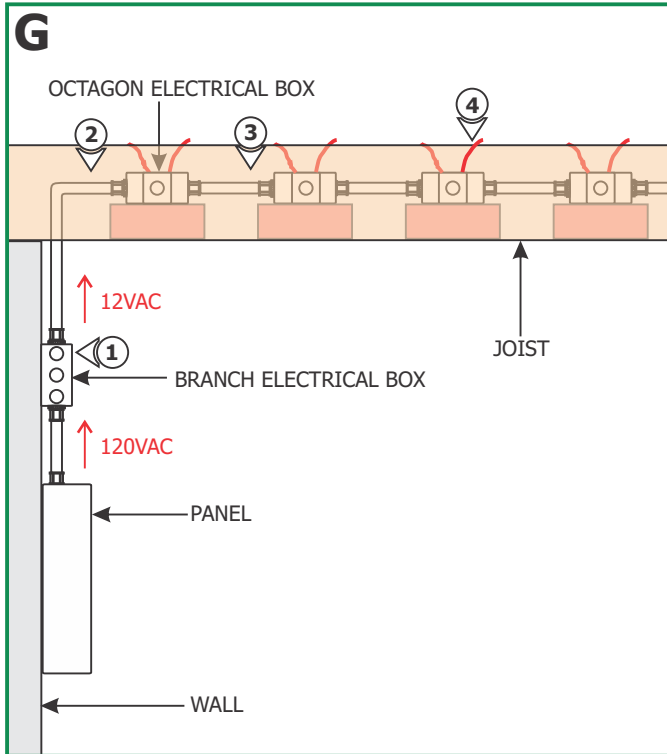 G
OCTAGON ELECTRICAL BOX
2
3
4
12VAC
JOIST
1
BRANCH ELECTRICAL BOX
120VAC
PANEL
WALL